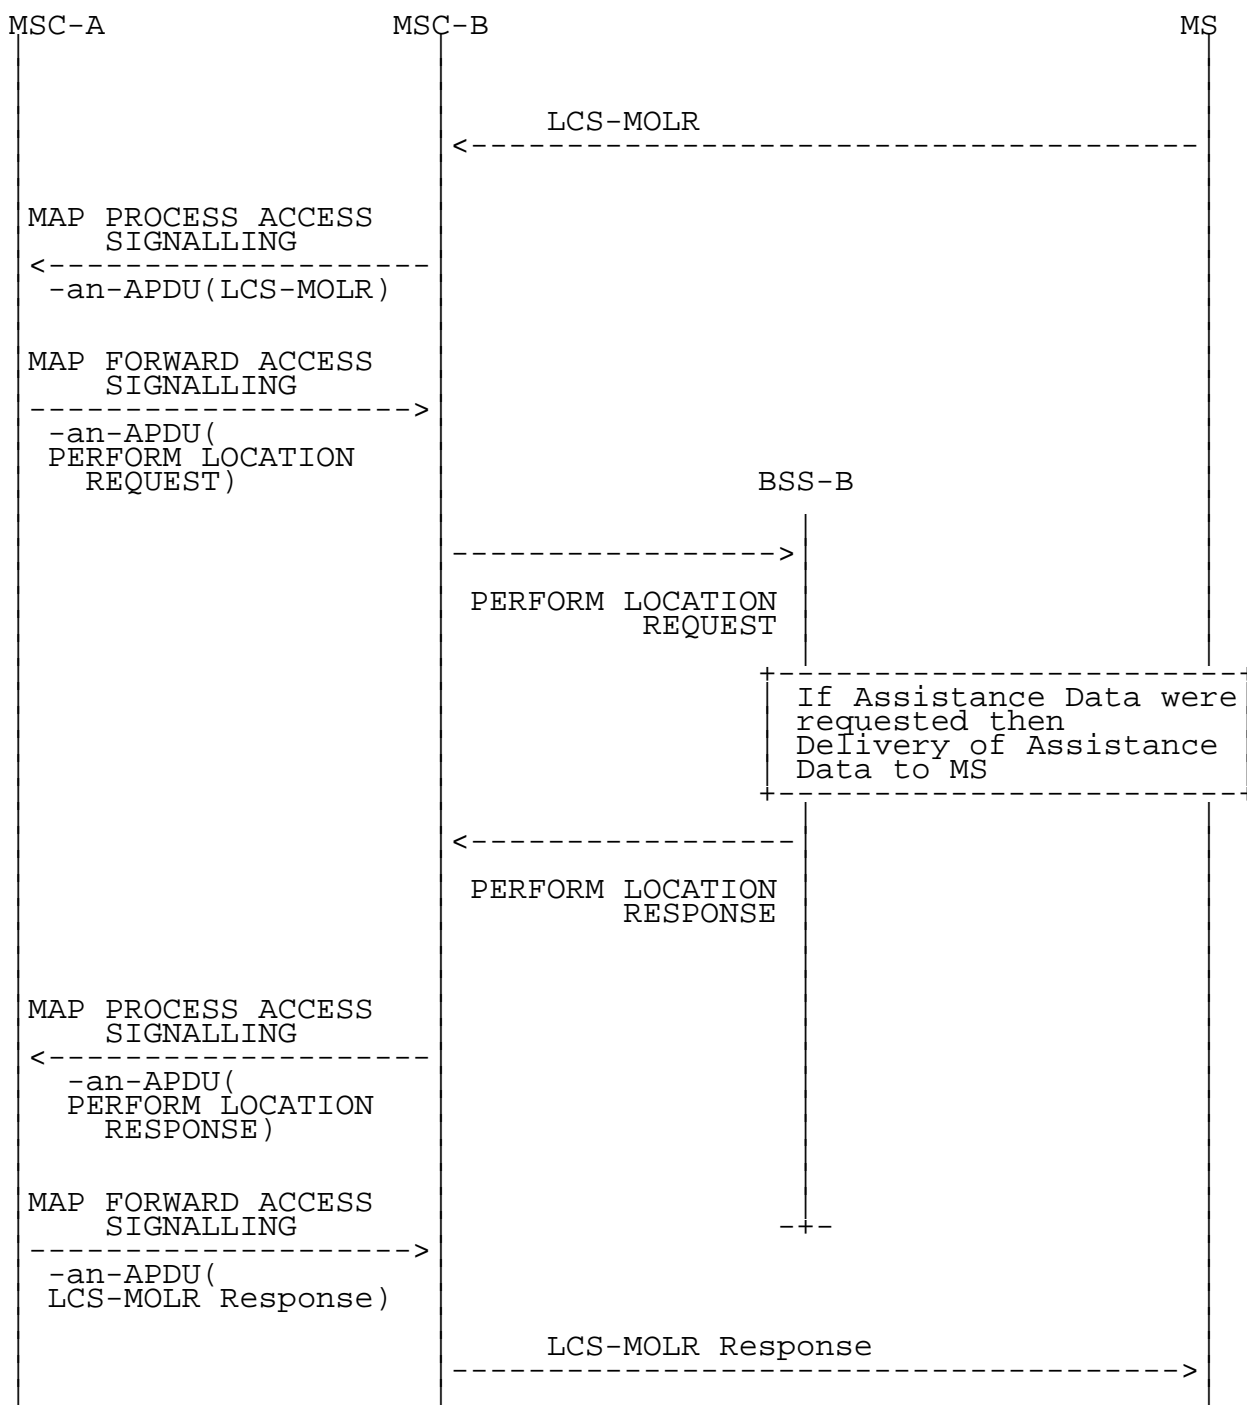 MSC-A MSC-B MS
LCS-MOLR
MAP PROCESS ACCESS
SIGNALLING
-an-APDU(LCS-MOLR)
MAP FORWARD ACCESS
SIGNALLING
-an-APDU(
PERFORM LOCATION
REQUEST)
BSS-B
PERFORM LOCATION
REQUEST
If Assistance Data were
requested then
Delivery of Assistance
Data to MS
PERFORM LOCATION
RESPONSE
MAP PROCESS ACCESS
SIGNALLING
-an-APDU(
PERFORM LOCATION
RESPONSE)
MAP FORWARD ACCESS
SIGNALLING
-an-APDU(
LCS-MOLR Response)
LCS-MOLR Response